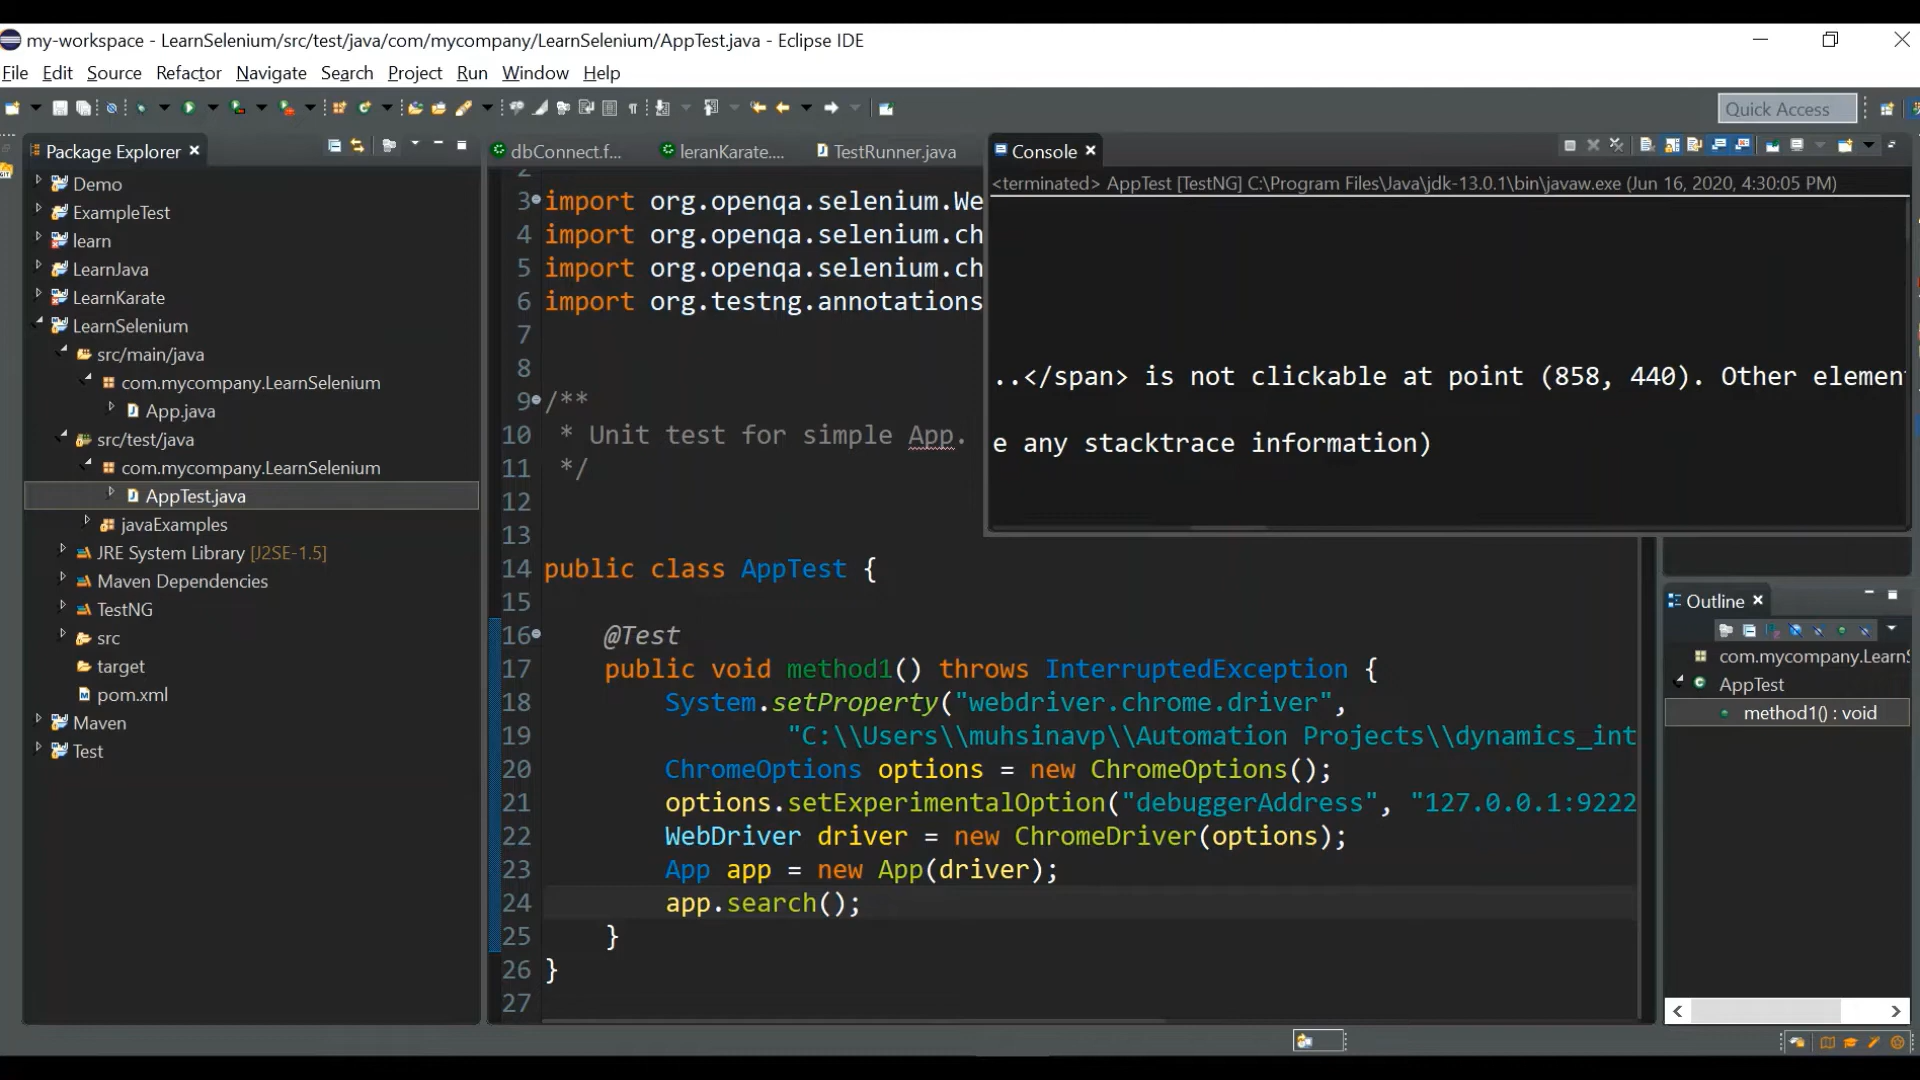 my-workspace - LearnSelenium/src/test/java/com/mycompany/LearnSelenium/AppTest.java - Eclipse IDE
File Edit Source Refactor Navigate Search Project Run Window Help
Quick Access
Package Explorer
Demo
ExampleTest
learn
LearnJava
LearnKarate
LearnSelenium
src/main/java
com.mycompany.LearnSelenium
App.java
src/test/java
com.mycompany.LearnSelenium
AppTest.java
javaExamples
JRE System Library [J2SE-1.5]
Maven Dependencies
TestNG
src
target
pom.xml
Maven
Test
dbConnect.f... leranKarate.... TestRunner.java
3 import org.openqa.selenium.We
4 import org.openqa.selenium.ch
5 import org.openqa.selenium.ch
6 import org.testng.annotations
7
8
9 /**
10 * Unit test for simple App.
11 */
12
13
14 public class AppTest {
15
16 @Test
17 public void method1() throws InterruptedException {
18 System.setProperty("webdriver.chrome.driver",
19 "C:\\Users\\muhsinavp\\Automation Projects\\dynamics_int
20 ChromeOptions options = new ChromeOptions();
21 options.setExperimentalOption("debuggerAddress", "127.0.0.1:9222
22 WebDriver driver = new ChromeDriver(options);
23 App app = new App(driver);
24 app.search();
25 }
26 }
27
Console
<terminated> AppTest [TestNG] C:\Program Files\Java\jdk-13.0.1\bin\javaw.exe (Jun 16, 2020, 4:30:05 PM)
..</span> is not clickable at point (858, 440). Other elemen
e any stacktrace information)
Outline
com.mycompany.Learn
AppTest
method1() : void